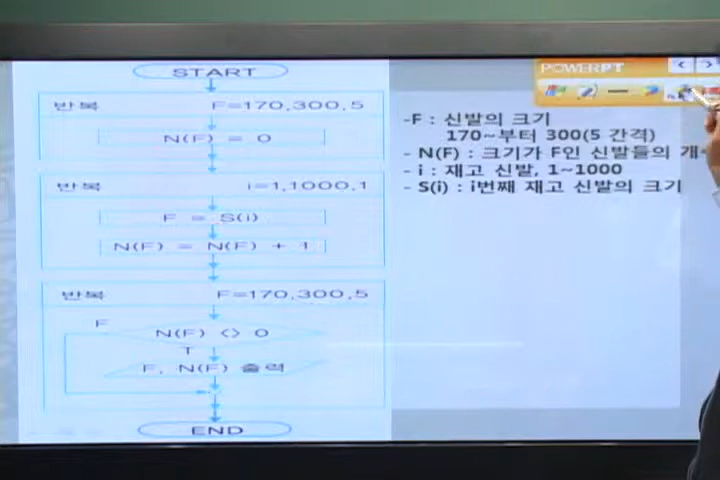 START
반복 F=170,300,5
N(F) = 0
반복 i=1,1000,1
F = S(i)
N(F) = N(F) + 1
반복 F=170,300,5
F
N(F) <> 0
T
F, N(F) 출력
END
POWERPT
-F : 신발의 크기
170~부터 300(5 간격)
- N(F) : 크기가 F인 신발들의
- i : 재고 신발, 1~1000
- S(i) : i번째 재고 신발의 크기